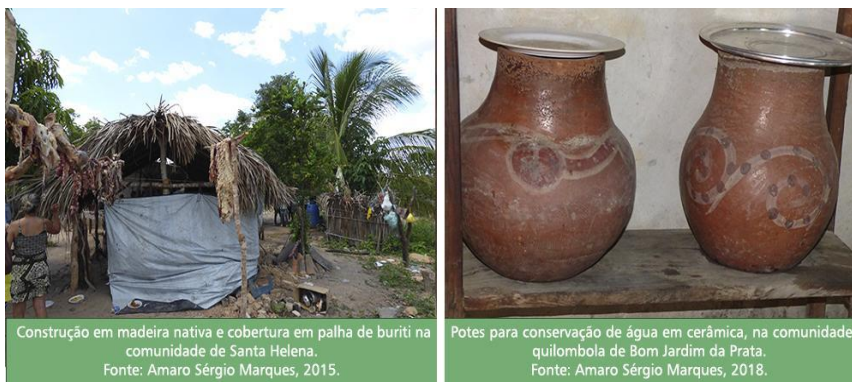 Construção em madeira nativa e cobertura em palha de buriti na
comunidade de Santa Helena.
Fonte: Amaro Sérgio Marques, 2015.
Potes para conservação de água em cerâmica, na comunidade
quilombola de Bom Jardim da Prata.
Fonte: Amaro Sérgio Marques, 2018.